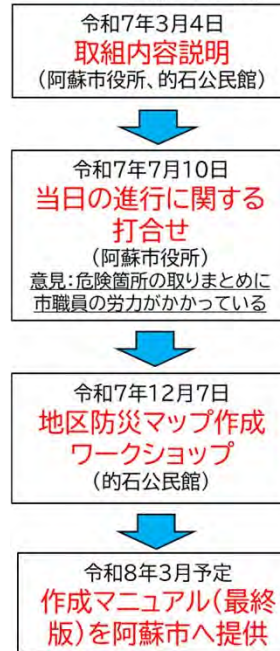 令和7年3月4日
取組内容説明
(阿蘇市役所、的石公民館)
令和7年7月10日
当日の進行に関する
打合せ
(阿蘇市役所)
意見:危険箇所の取りまとめに
市職員の労力がかかっている
令和7年12月7日
地区防災マップ作成
ワークショップ
(的石公民館)
令和8年3月予定
作成マニュアル(最終
版)を阿蘇市へ提供